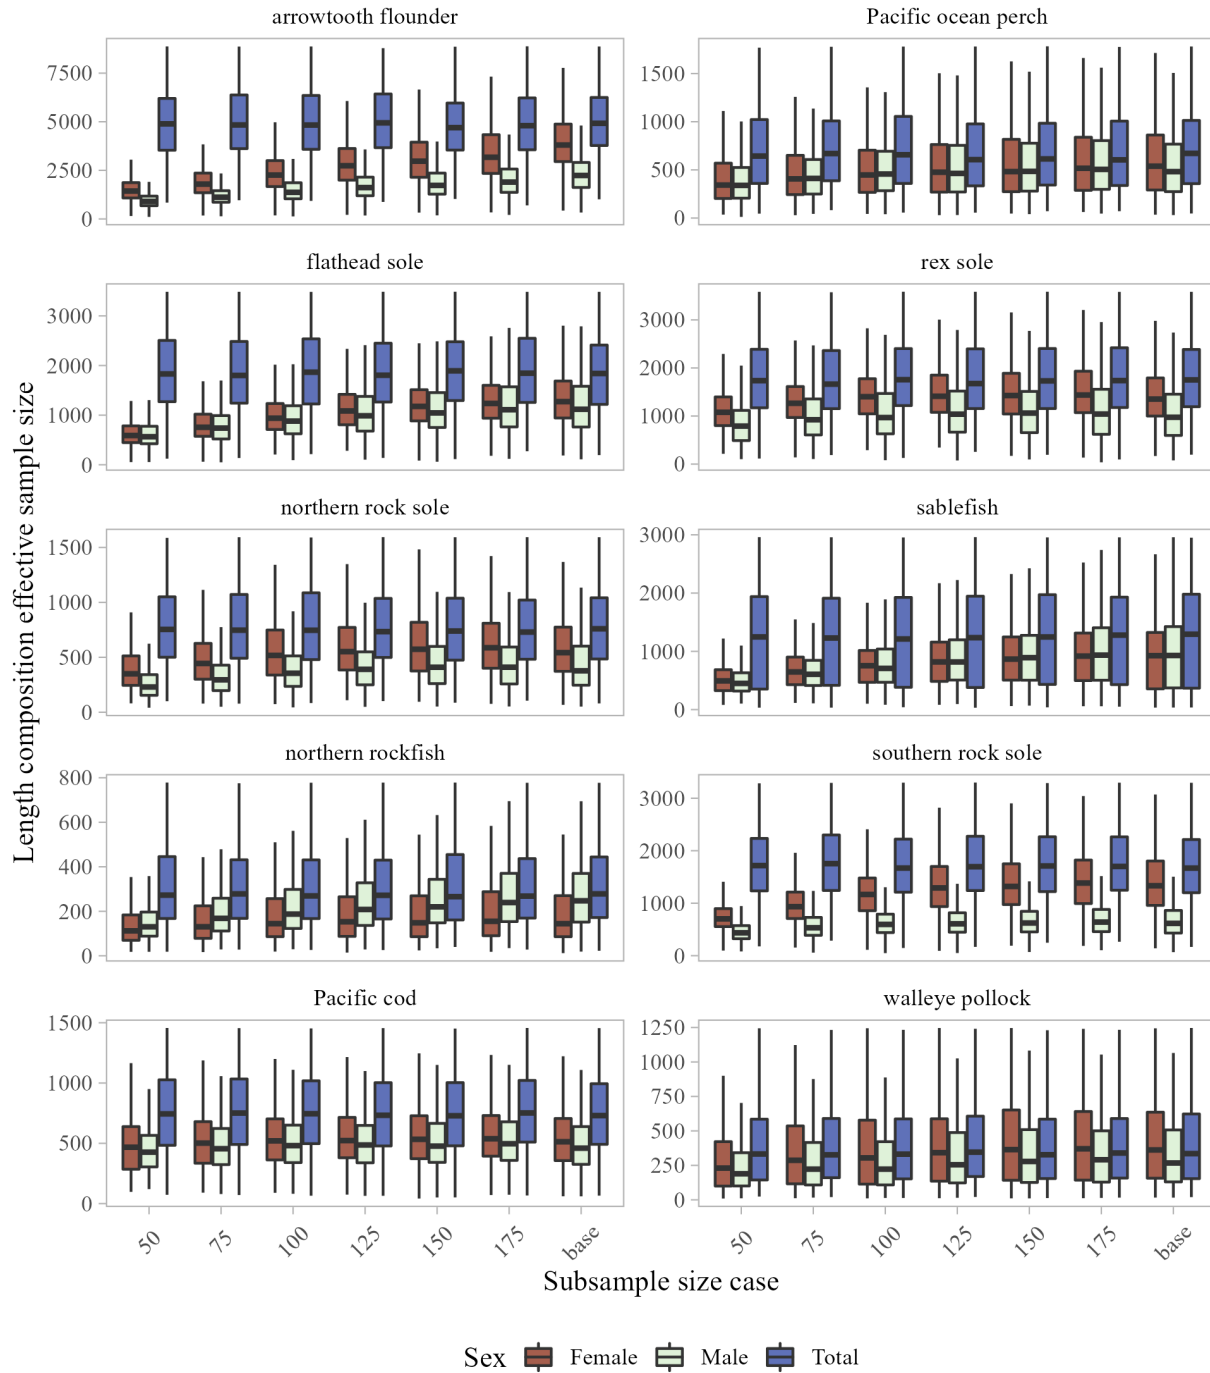 arrowtooth flounder
7500
5000
2500
0
Pacific ocean perch
1500
1000
500
0
flathead sole
3000
2000
1000
0
rex sole
3000
2000
1000
0
northern rock sole
1500
1000
500
0
sablefish
3000
2000
1000
0
northern rockfish
800
600
400
200
0
southern rock sole
3000
2000
1000
0
Pacific cod
1500
1000
500
0
walleye pollock
1250
1000
750
500
250
0
Length composition effective sample size
50 75 100 125 150 175 base
50 75 100 125 150 175 base
Subsample size case
Sex Female Male Total